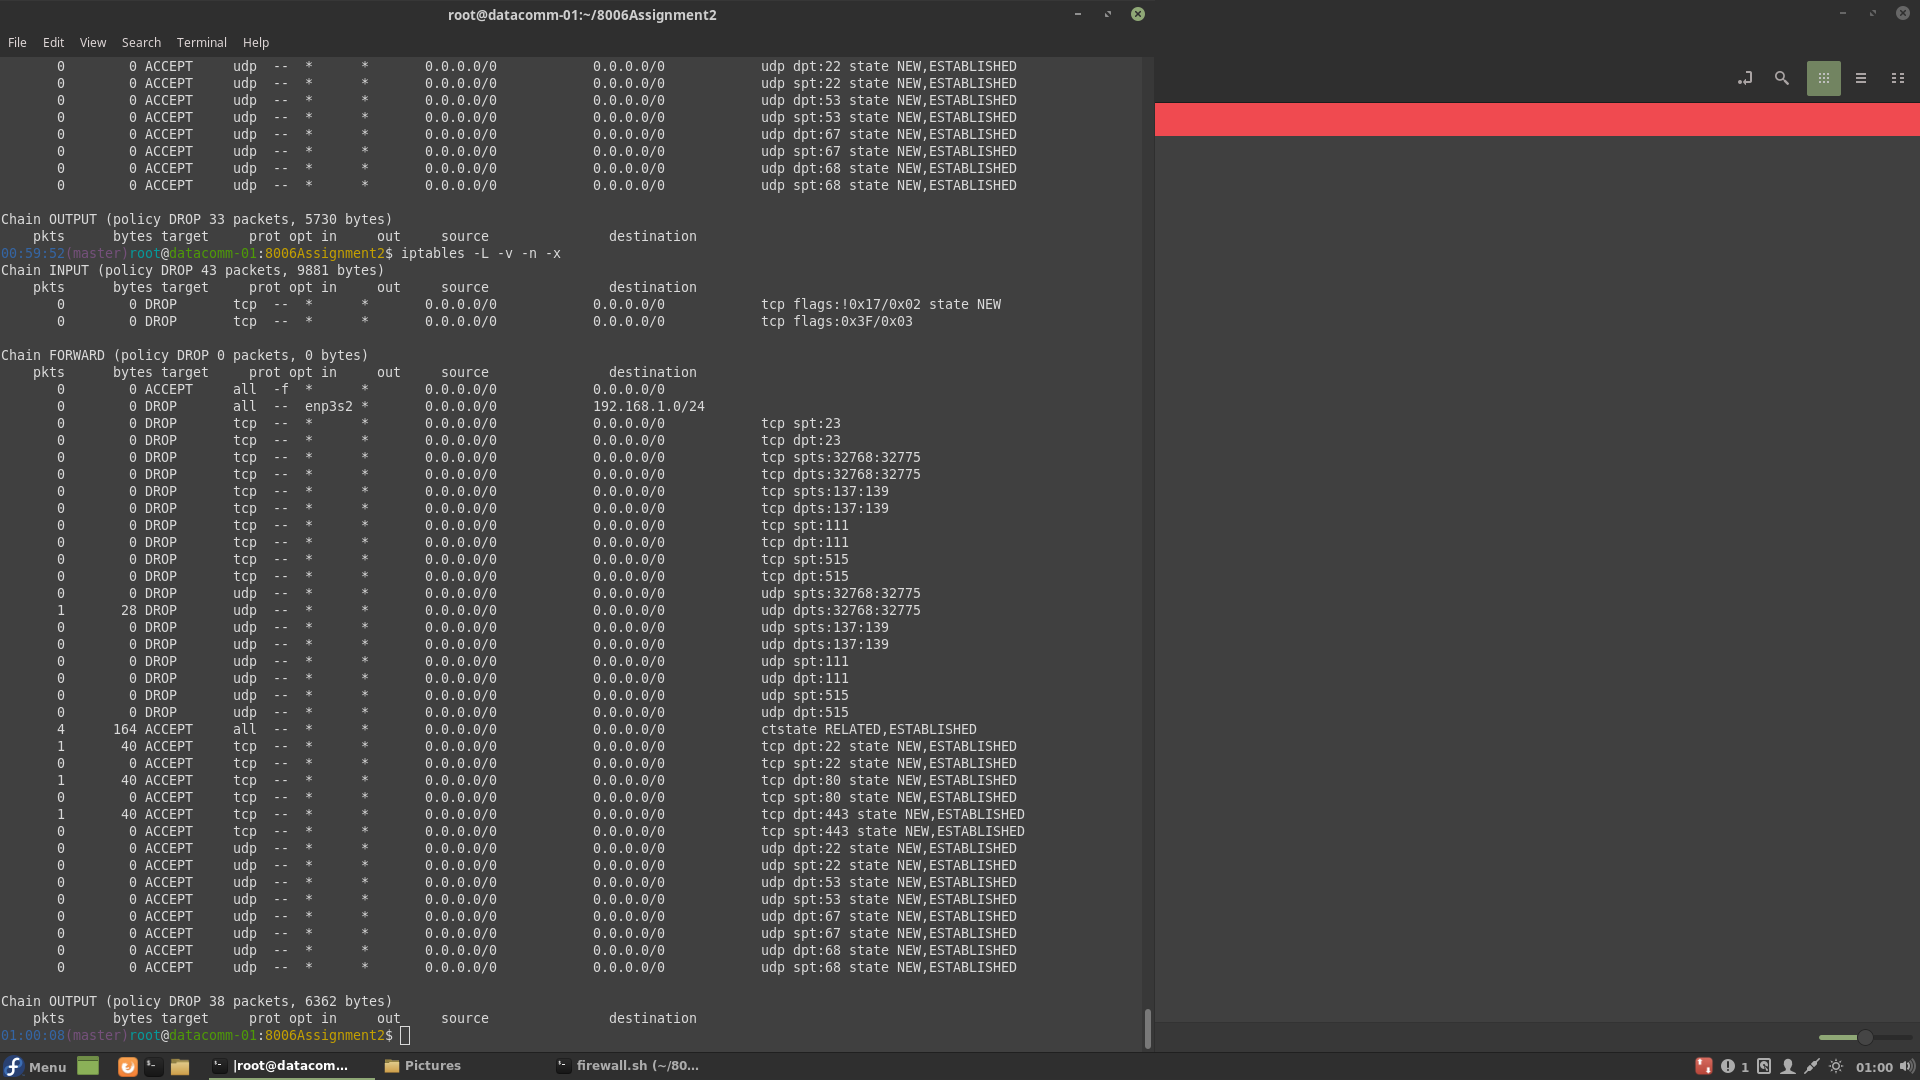 root@datacomm-01:~/8006Assignment2
File Edit View Search Terminal Help
0 0 ACCEPT udp -- * * 0.0.0.0/0 0.0.0.0/0 udp dpt:22 state NEW,ESTABLISHED
0 0 ACCEPT udp -- * * 0.0.0.0/0 0.0.0.0/0 udp spt:22 state NEW,ESTABLISHED
0 0 ACCEPT udp -- * * 0.0.0.0/0 0.0.0.0/0 udp dpt:53 state NEW,ESTABLISHED
0 0 ACCEPT udp -- * * 0.0.0.0/0 0.0.0.0/0 udp spt:53 state NEW,ESTABLISHED
0 0 ACCEPT udp -- * * 0.0.0.0/0 0.0.0.0/0 udp dpt:67 state NEW,ESTABLISHED
0 0 ACCEPT udp -- * * 0.0.0.0/0 0.0.0.0/0 udp spt:67 state NEW,ESTABLISHED
0 0 ACCEPT udp -- * * 0.0.0.0/0 0.0.0.0/0 udp dpt:68 state NEW,ESTABLISHED
0 0 ACCEPT udp -- * * 0.0.0.0/0 0.0.0.0/0 udp spt:68 state NEW,ESTABLISHED
Chain OUTPUT (policy DROP 33 packets, 5730 bytes)
pkts bytes target prot opt in out source destination
00:59:52(master)root@datacomm-01:8006Assignment2$ iptables -L -v -n -x
Chain INPUT (policy DROP 43 packets, 9881 bytes)
pkts bytes target prot opt in out source destination
0 0 DROP tcp -- * * 0.0.0.0/0 0.0.0.0/0 tcp flags:!0x17/0x02 state NEW
0 0 DROP tcp -- * * 0.0.0.0/0 0.0.0.0/0 tcp flags:0x3F/0x03
Chain FORWARD (policy DROP 0 packets, 0 bytes)
pkts bytes target prot opt in out source destination
0 0 ACCEPT all -f * * 0.0.0.0/0 0.0.0.0/0
0 0 DROP all -- enp3s2 * 0.0.0.0/0 192.168.1.0/24
0 0 DROP tcp -- * * 0.0.0.0/0 0.0.0.0/0 tcp spt:23
0 0 DROP tcp -- * * 0.0.0.0/0 0.0.0.0/0 tcp dpt:23
0 0 DROP tcp -- * * 0.0.0.0/0 0.0.0.0/0 tcp spts:32768:32775
0 0 DROP tcp -- * * 0.0.0.0/0 0.0.0.0/0 tcp dpts:32768:32775
0 0 DROP tcp -- * * 0.0.0.0/0 0.0.0.0/0 tcp spts:137:139
0 0 DROP tcp -- * * 0.0.0.0/0 0.0.0.0/0 tcp dpts:137:139
0 0 DROP tcp -- * * 0.0.0.0/0 0.0.0.0/0 tcp spt:111
0 0 DROP tcp -- * * 0.0.0.0/0 0.0.0.0/0 tcp dpt:111
0 0 DROP tcp -- * * 0.0.0.0/0 0.0.0.0/0 tcp spt:515
0 0 DROP tcp -- * * 0.0.0.0/0 0.0.0.0/0 tcp dpt:515
0 0 DROP udp -- * * 0.0.0.0/0 0.0.0.0/0 udp spts:32768:32775
1 28 DROP udp -- * * 0.0.0.0/0 0.0.0.0/0 udp dpts:32768:32775
0 0 DROP udp -- * * 0.0.0.0/0 0.0.0.0/0 udp spts:137:139
0 0 DROP udp -- * * 0.0.0.0/0 0.0.0.0/0 udp dpts:137:139
0 0 DROP udp -- * * 0.0.0.0/0 0.0.0.0/0 udp spt:111
0 0 DROP udp -- * * 0.0.0.0/0 0.0.0.0/0 udp dpt:111
0 0 DROP udp -- * * 0.0.0.0/0 0.0.0.0/0 udp spt:515
0 0 DROP udp -- * * 0.0.0.0/0 0.0.0.0/0 udp dpt:515
4 164 ACCEPT all -- * * 0.0.0.0/0 0.0.0.0/0 ctstate RELATED,ESTABLISHED
1 40 ACCEPT tcp -- * * 0.0.0.0/0 0.0.0.0/0 tcp dpt:22 state NEW,ESTABLISHED
0 0 ACCEPT tcp -- * * 0.0.0.0/0 0.0.0.0/0 tcp spt:22 state NEW,ESTABLISHED
1 40 ACCEPT tcp -- * * 0.0.0.0/0 0.0.0.0/0 tcp dpt:80 state NEW,ESTABLISHED
0 0 ACCEPT tcp -- * * 0.0.0.0/0 0.0.0.0/0 tcp spt:80 state NEW,ESTABLISHED
1 40 ACCEPT tcp -- * * 0.0.0.0/0 0.0.0.0/0 tcp dpt:443 state NEW,ESTABLISHED
0 0 ACCEPT tcp -- * * 0.0.0.0/0 0.0.0.0/0 tcp spt:443 state NEW,ESTABLISHED
0 0 ACCEPT udp -- * * 0.0.0.0/0 0.0.0.0/0 udp dpt:22 state NEW,ESTABLISHED
0 0 ACCEPT udp -- * * 0.0.0.0/0 0.0.0.0/0 udp spt:22 state NEW,ESTABLISHED
0 0 ACCEPT udp -- * * 0.0.0.0/0 0.0.0.0/0 udp dpt:53 state NEW,ESTABLISHED
0 0 ACCEPT udp -- * * 0.0.0.0/0 0.0.0.0/0 udp spt:53 state NEW,ESTABLISHED
0 0 ACCEPT udp -- * * 0.0.0.0/0 0.0.0.0/0 udp dpt:67 state NEW,ESTABLISHED
0 0 ACCEPT udp -- * * 0.0.0.0/0 0.0.0.0/0 udp spt:67 state NEW,ESTABLISHED
0 0 ACCEPT udp -- * * 0.0.0.0/0 0.0.0.0/0 udp dpt:68 state NEW,ESTABLISHED
0 0 ACCEPT udp -- * * 0.0.0.0/0 0.0.0.0/0 udp spt:68 state NEW,ESTABLISHED
Chain OUTPUT (policy DROP 38 packets, 6362 bytes)
pkts bytes target prot opt in out source destination
01:00:08(master)root@datacomm-01:8006Assignment2$
Menu |root@datacom... Pictures firewall.sh (~/80... 1 01:00